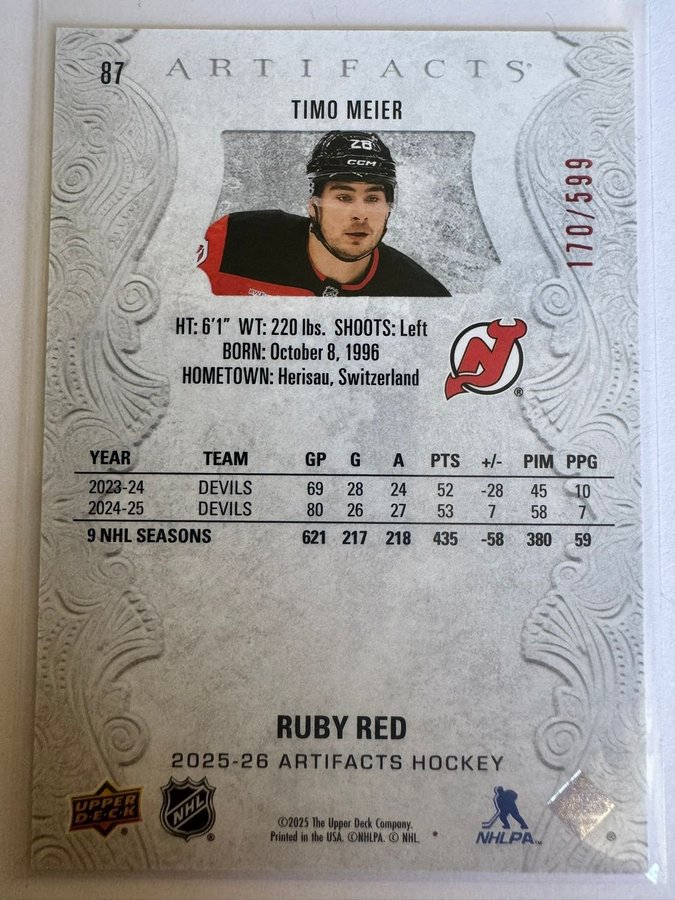 87
ARTIFACTS®
TIMO MEIER
28
CCM
170/599
HT: 6'1" WT: 220 lbs. SHOOTS: Left
BORN: October 8, 1996
HOMETOWN: Herisau, Switzerland
®
YEAR TEAM GP G A PTS +/- PIM PPG
2023-24 DEVILS 69 28 24 52 -28 45 10
2024-25 DEVILS 80 26 27 53 7 58 7
9 NHL SEASONS 621 217 218 435 -58 380 59
RUBY RED
2025-26 ARTIFACTS HOCKEY
UPPER DECK ®
NHL ®
©2025 The Upper Deck Company.
Printed in the USA. ©NHLPA. © NHL. *
NHLPA™
®